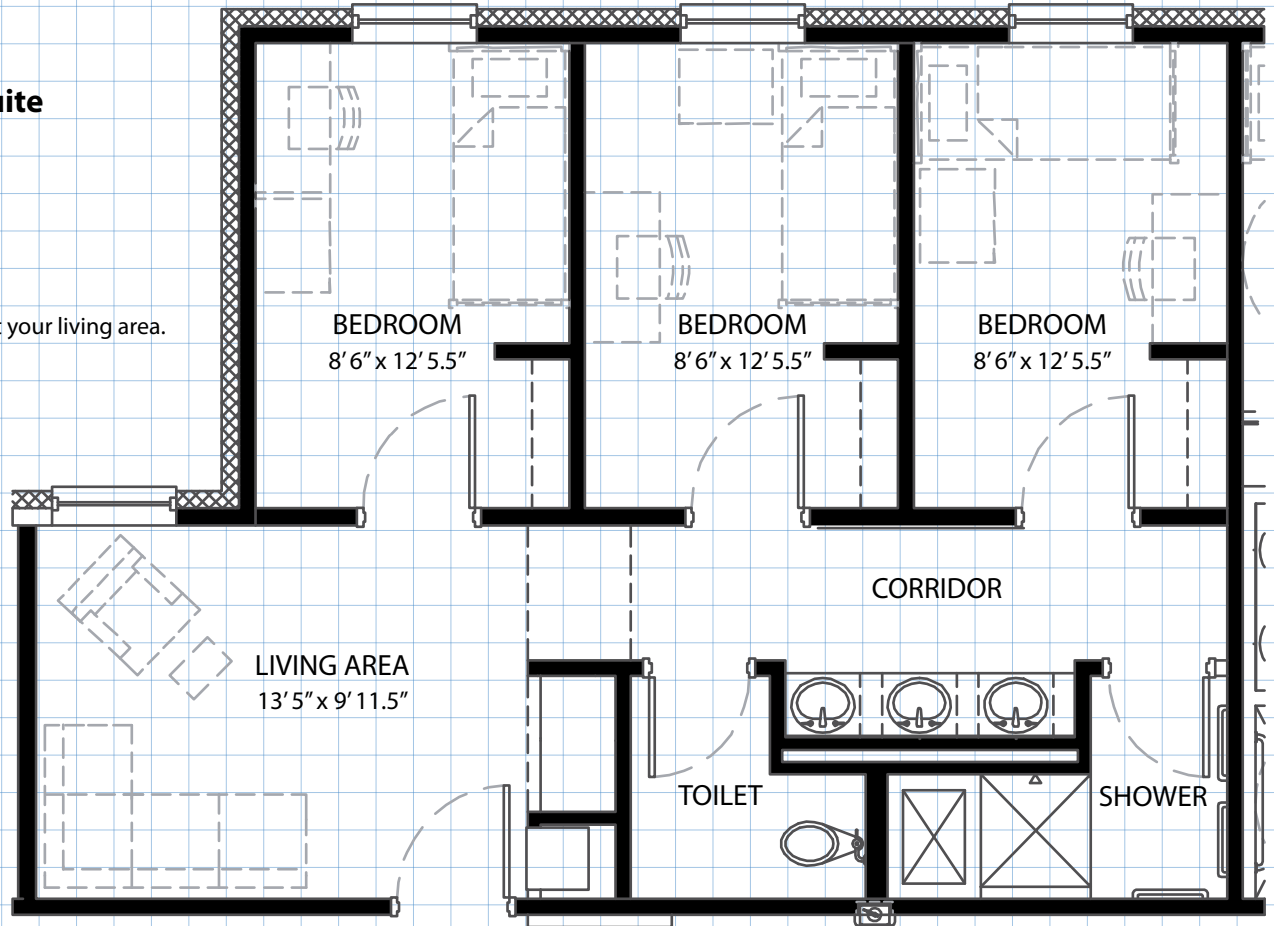 uite
t your living area.
BEDROOM
8' 6" x 12' 5.5"
BEDROOM
8' 6" x 12' 5.5"
BEDROOM
8' 6" x 12' 5.5"
CORRIDOR
LIVING AREA
13' 5" x 9' 11.5"
TOILET
SHOWER